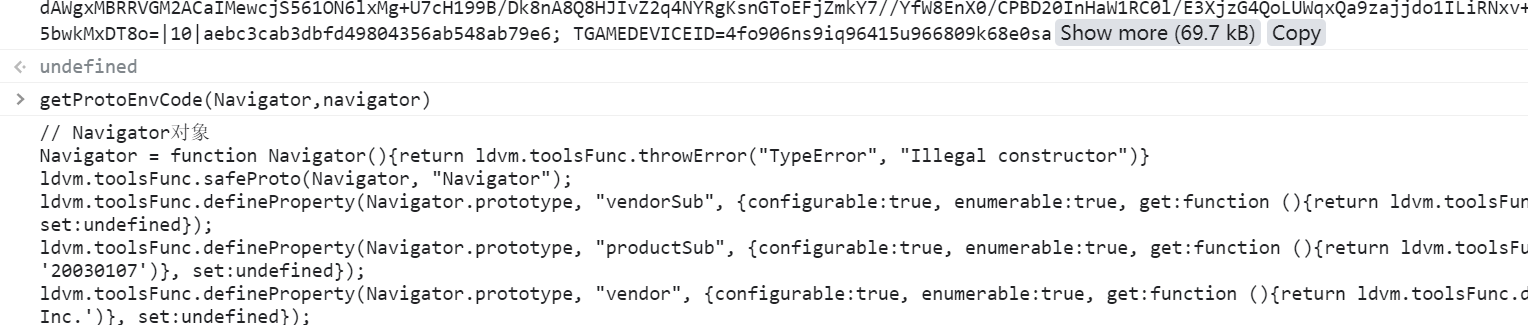 dAWgxMBRRVGM2ACaIMewcjS561ON6lxMg+U7cH199B/Dk8nA8Q8HJIvZ2q4NYRgKsnGToEFjZmkY7//YfW8EnX0/CPBD20InHaW1RC0l/E3XjzG4QoLUWqxQa9zajjdo1ILiRNxv+
5bwkMxDT8o=|10|aebc3cab3dbfd49804356ab548ab79e6; TGAMEDEVICEID=4fo906ns9iq96415u966809k68e0sa Show more (69.7 kB) Copy
undefined
> getProtoEnvCode(Navigator,navigator)
// Navigator对象
Navigator = function Navigator(){return ldvm.toolsFunc.throwError("TypeError", "Illegal constructor")}
ldvm.toolsFunc.safeProto(Navigator, "Navigator");
ldvm.toolsFunc.defineProperty(Navigator.prototype, "vendorSub", {configurable:true, enumerable:true, get:function (){return ldvm.toolsFun
set:undefined});
ldvm.toolsFunc.defineProperty(Navigator.prototype, "productSub", {configurable:true, enumerable:true, get:function (){return ldvm.toolsFu
'20030107')}, set:undefined});
ldvm.toolsFunc.defineProperty(Navigator.prototype, "vendor", {configurable:true, enumerable:true, get:function (){return ldvm.toolsFunc.d
Inc.')}, set:undefined});